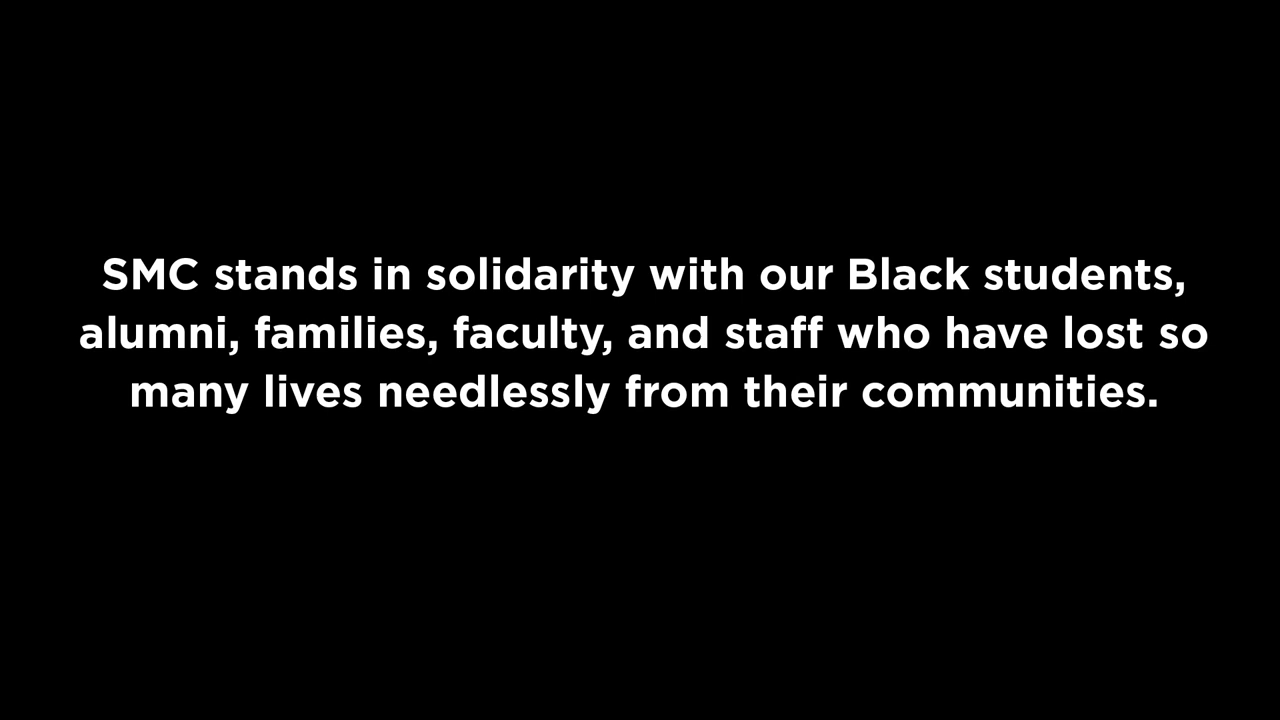 SMC stands in solidarity with our Black students,
alumni, families, faculty, and staff who have lost so
many lives needlessly from their communities.